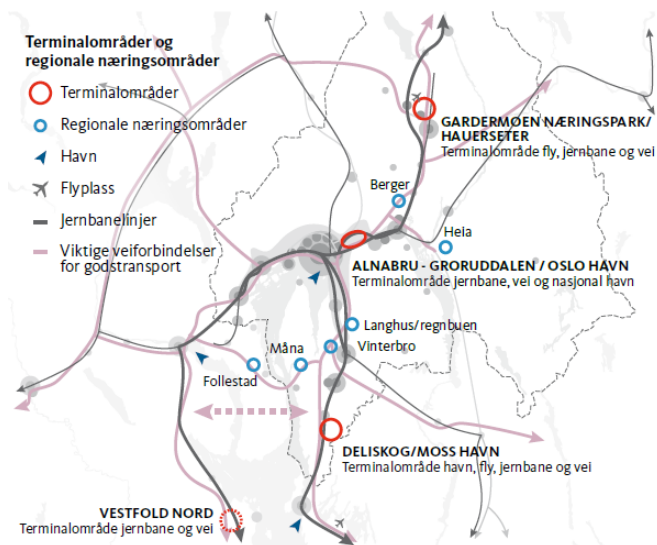 Terminalområder og
regionale næringsområder
Terminalområder
Regionale næringsområder
Havn
Flyplass
Jernbanelinjer
Viktige veiforbindelser
for godstransport
GARDERMØEN NÆRINGSPARK/
HAUERSETER
Terminalområde fly, jernbane og vei
Berger
Heia
ALNABRU - GRORUDDALEN / OSLO HAVN
Terminalområde jernbane, vei og nasjonal havn
Langhus/regnbuen
Vinterbro
Måna
Follestad
DELISKOG/MOSS HAVN
Terminalområde havn, fly, jernbane og vei
VESTFOLD NORD
Terminalområde jernbane og vei